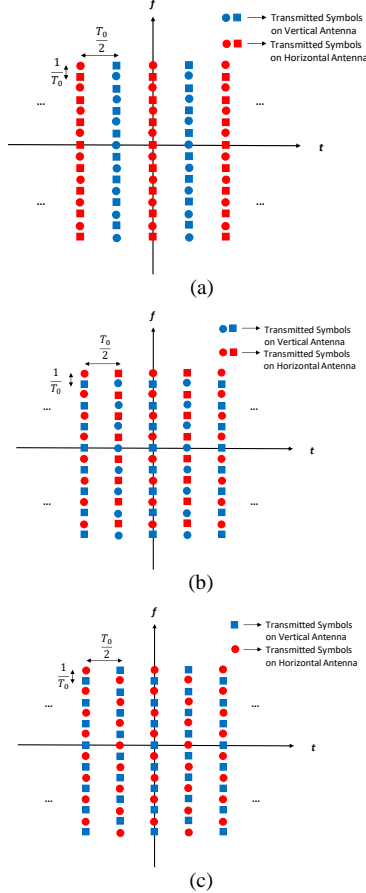 f
Transmitted Symbols
on Vertical Antenna
T₀
2
1
T₀
Transmitted Symbols
on Horizontal Antenna
...
...
t
...
...
(a)
f
Transmitted Symbols
on Vertical Antenna
T₀
2
Transmitted Symbols
on Horizontal Antenna
1
T₀
...
...
t
...
...
(b)
f
Transmitted Symbols
on Vertical Antenna
T₀
2
Transmitted Symbols
on Horizontal Antenna
1
T₀
...
...
t
...
...
(c)